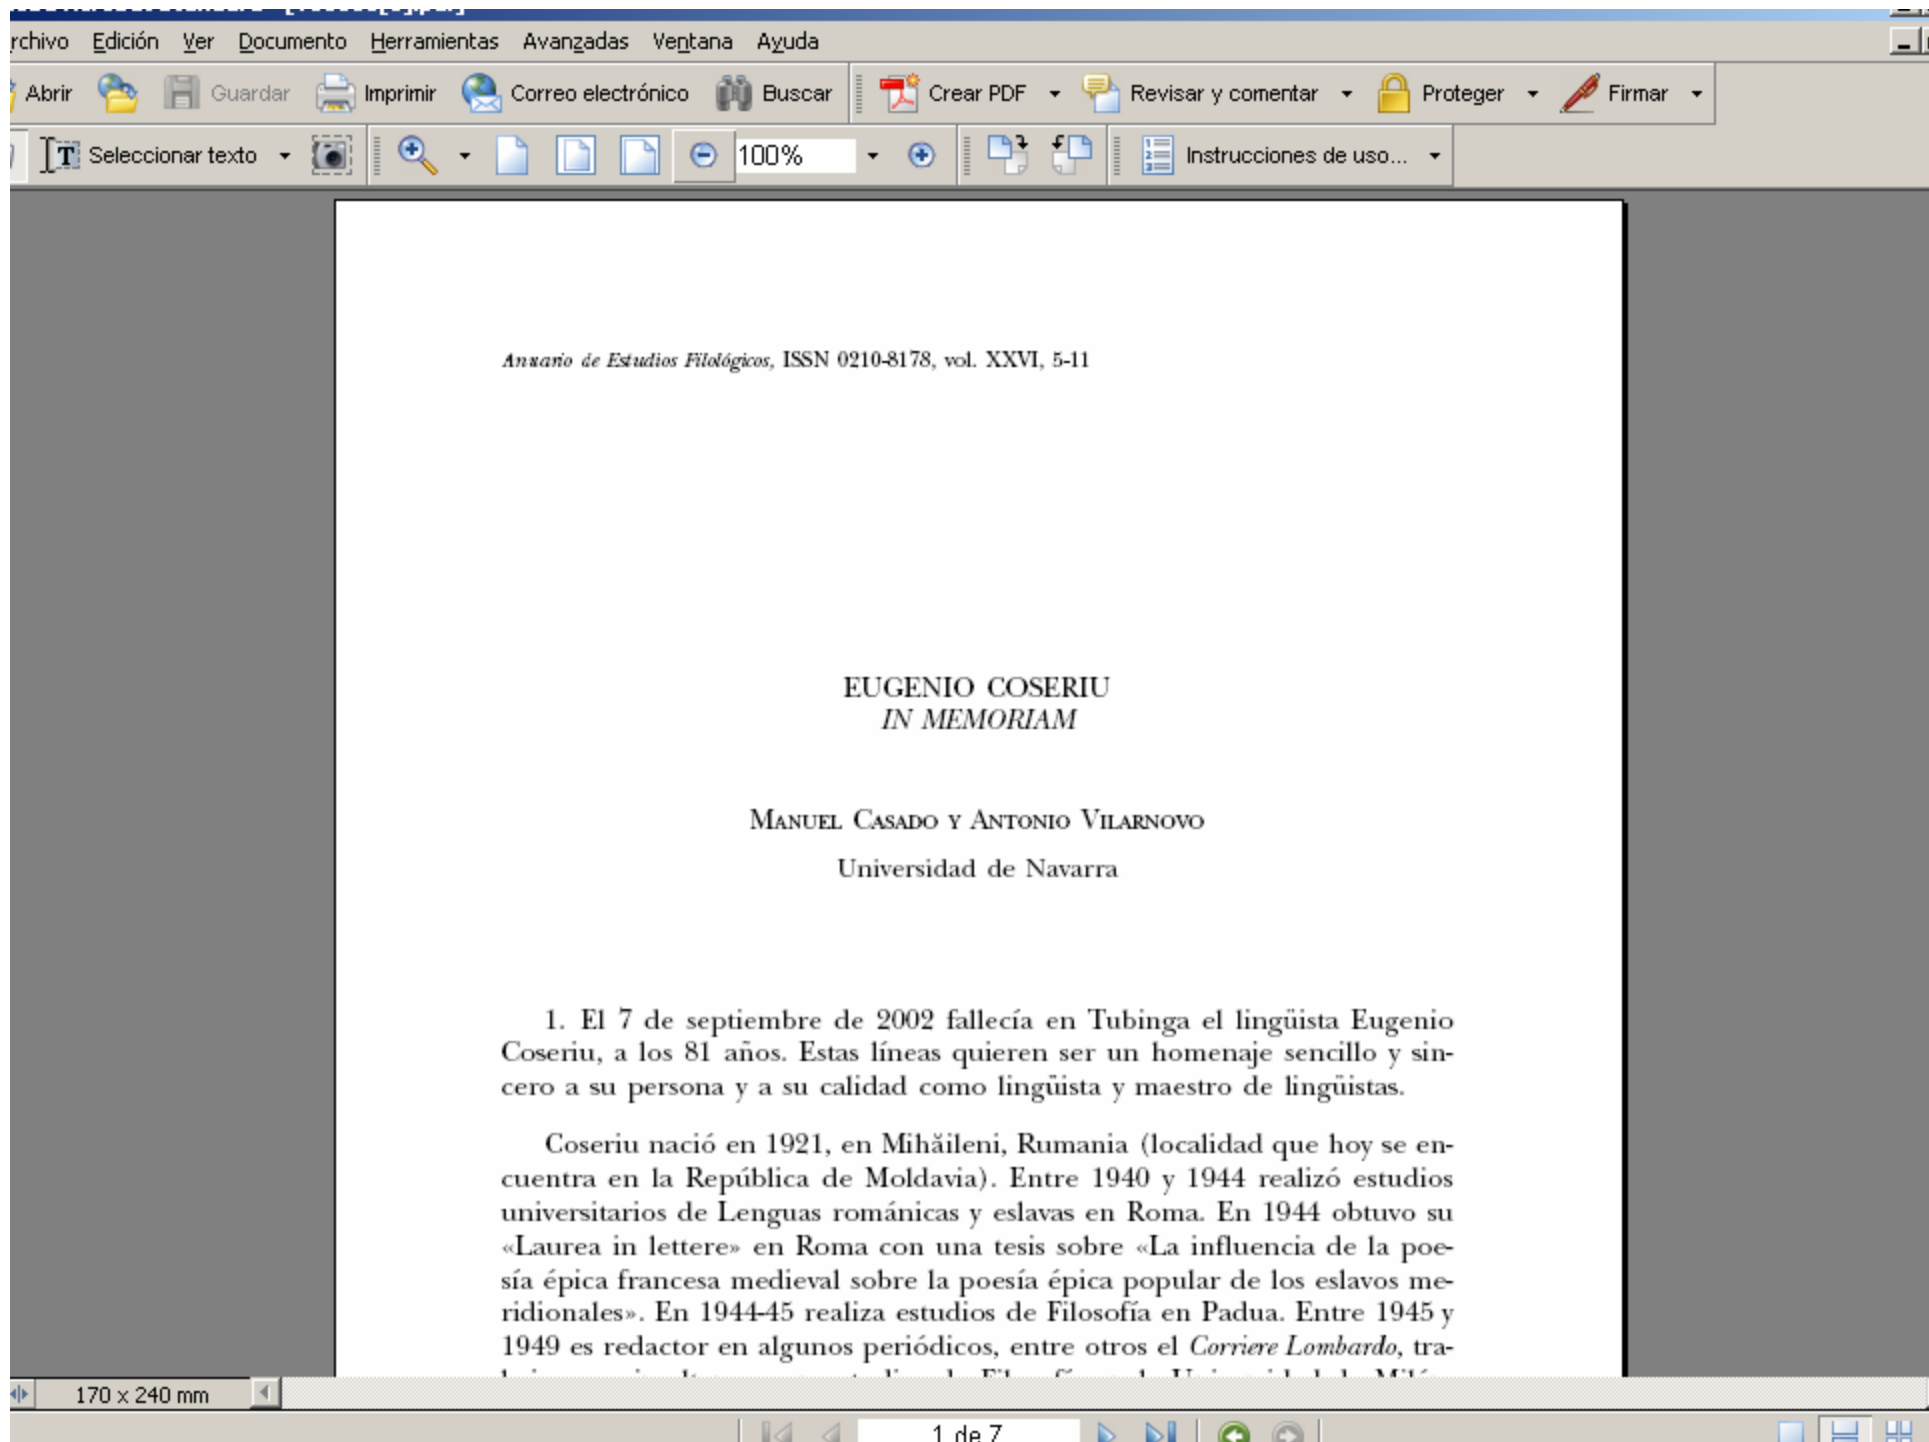 Edición Ver Documento Herramientas Avanzadas Ventana Ayuda
Abrir Guardar Imprimir Correo electrónico Buscar Crear PDF Revisar y comentar Proteger Firmar
Seleccionar texto 100% Instrucciones de uso...
Anuario de Estudios Filológicos, ISSN 0210-8178, vol. XXVI, 5-11
EUGENIO COSERIU
IN MEMORIAM
MANUEL CASADO Y ANTONIO VILARNOVO
Universidad de Navarra
1. El 7 de septiembre de 2002 fallecía en Tubinga el lingüista Eugenio
Coseriu, a los 81 años. Estas líneas quieren ser un homenaje sencillo y sin-
cero a su persona y a su calidad como lingüista y maestro de lingüistas.
Coseriu nació en 1921, en Mihăileni, Rumania (localidad que hoy se en-
cuentra en la República de Moldavia). Entre 1940 y 1944 realizó estudios
universitarios de Lenguas románicas y eslavas en Roma. En 1944 obtuvo su
«Laurea in lettere» en Roma con una tesis sobre «La influencia de la poe-
sía épica francesa medieval sobre la poesía épica popular de los eslavos me-
ridionales». En 1944-45 realiza estudios de Filosofía en Padua. Entre 1945 y
1949 es redactor en algunos periódicos, entre otros el Corriere Lombardo, tra-
170 x 240 mm
1 de 7